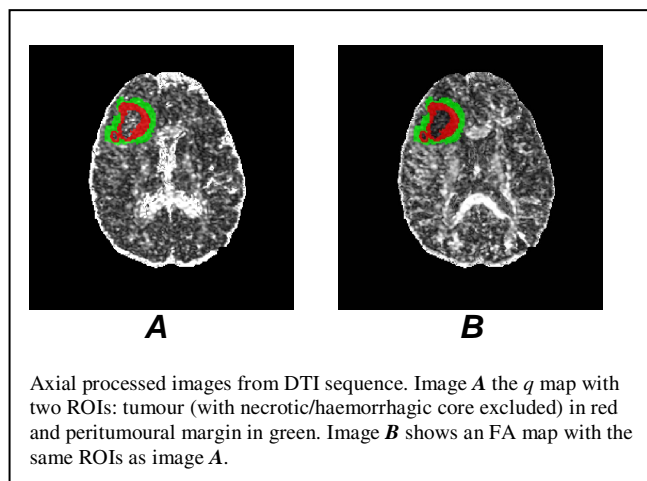 A
B
Axial processed images from DTI sequence. Image A the q map with
two ROIs: tumour (with necrotic/haemorrhagic core excluded) in red
and peritumoural margin in green. Image B shows an FA map with the
same ROIs as image A.